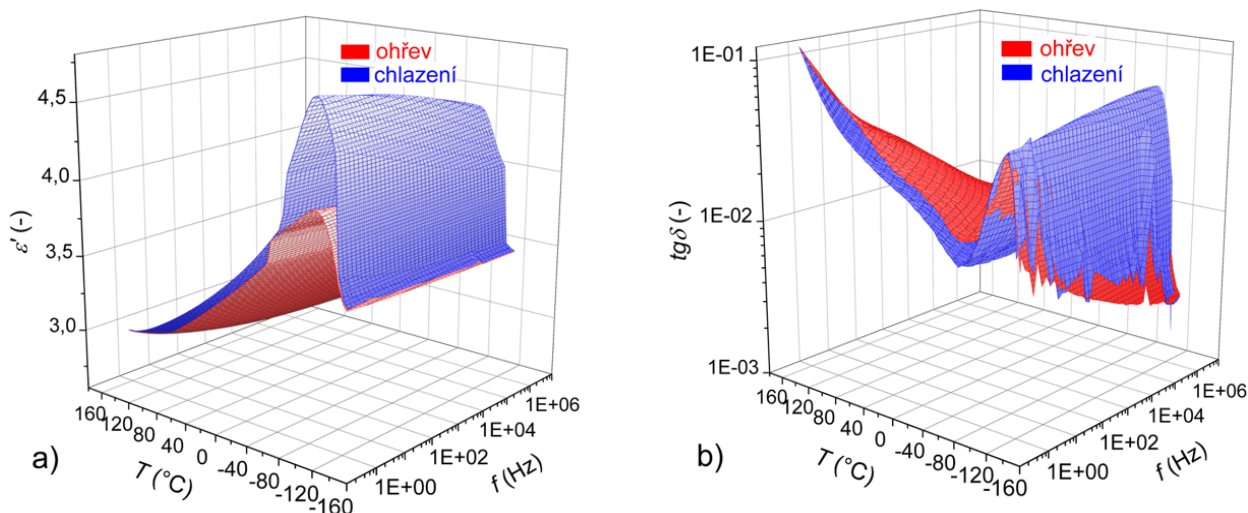 ohřev
chlazení
4,5
4,0
3,5
3,0
ε' (-)
160
120
80
40
0
-40
-80
-120
-160
T (°C)
1E+00
1E+02
1E+04
1E+06
f (Hz)
a)
ohřev
chlazení
1E-01
1E-02
1E-03
tgδ (-)
160
120
80
40
0
-40
-80
-120
-160
T (°C)
1E+00
1E+02
1E+04
1E+06
f (Hz)
b)